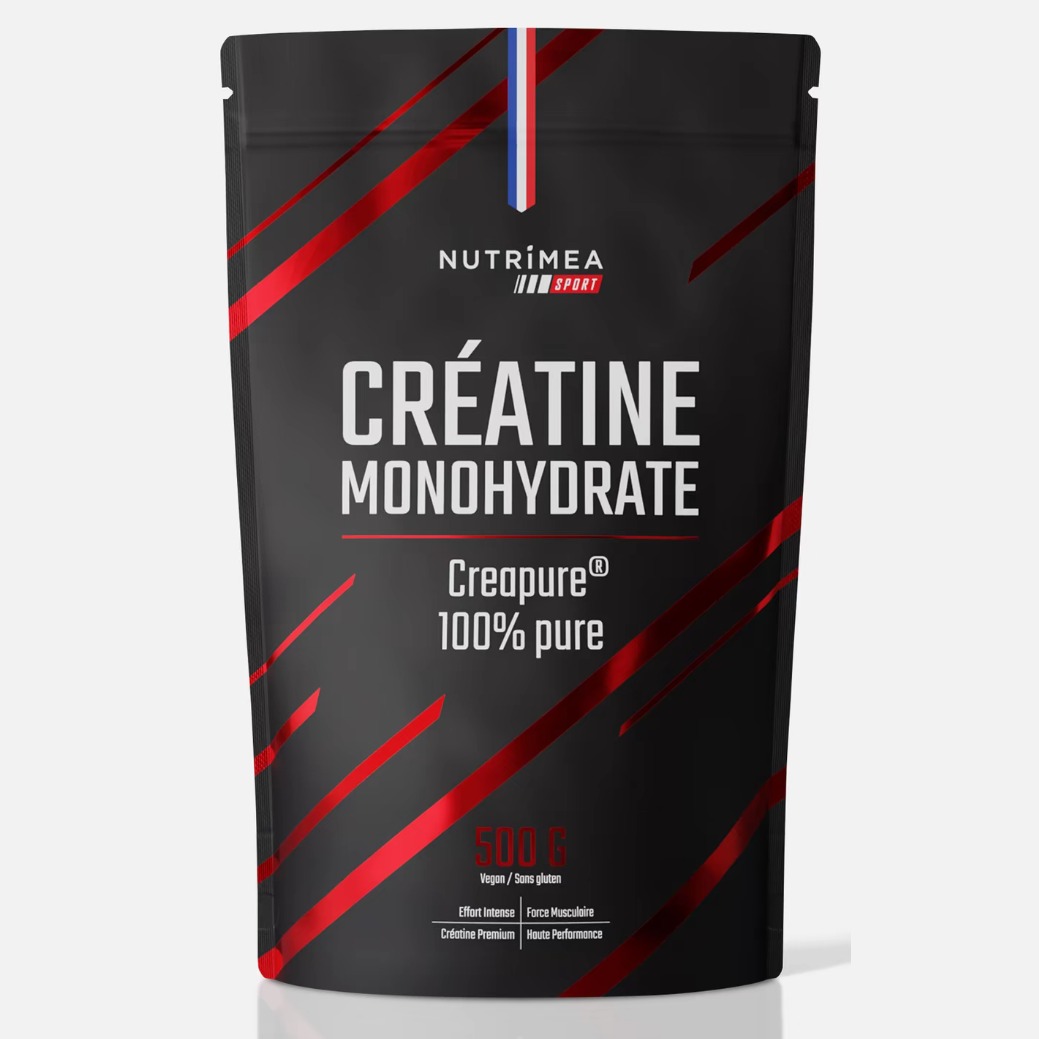 NUTRIMEA
SPORT
CRÉATINE
MONOHYDRATE
Creapure®
100% pure
500 G
Vegan / Sans gluten
Effort Intense | Force Musculaire
Créatine Premium | Haute Performance